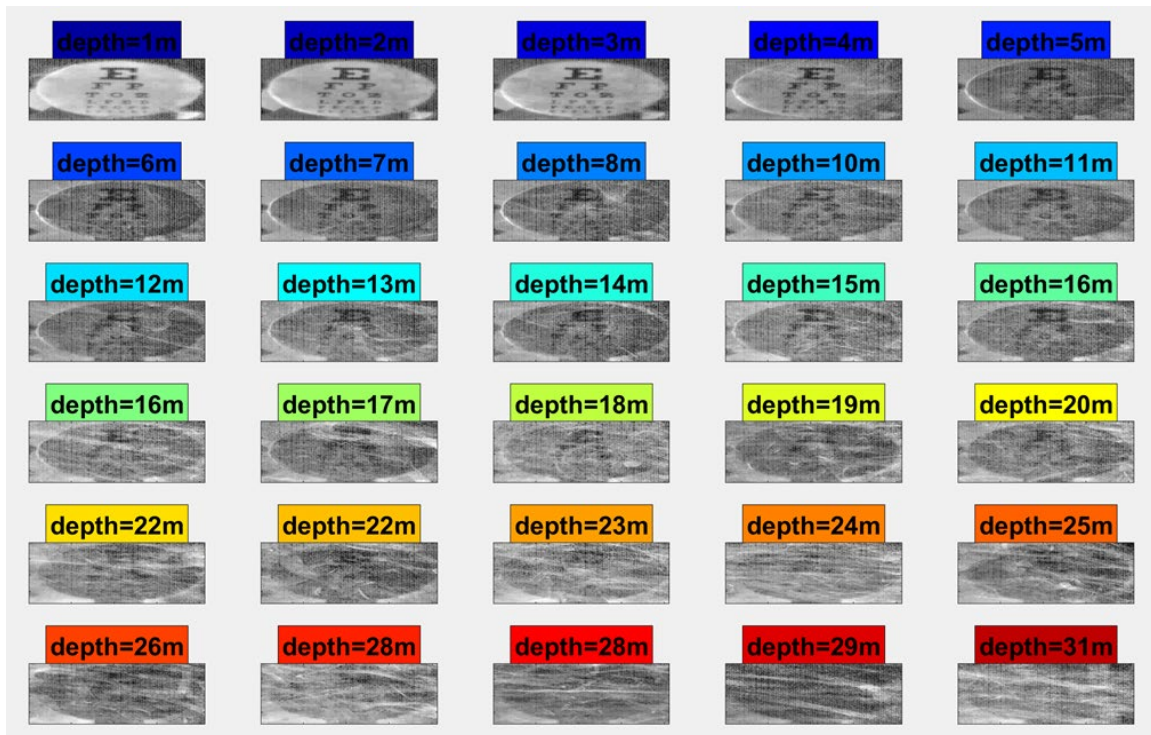 depth=1m depth=2m depth=3m depth=4m depth=5m
E E E E E
F P F P F P F P
T O Z T O Z T O Z T O Z
depth=6m depth=7m depth=8m depth=10m depth=11m
E E E E E
depth=12m depth=13m depth=14m depth=15m depth=16m
E E E E E
depth=16m depth=17m depth=18m depth=19m depth=20m
depth=22m depth=22m depth=23m depth=24m depth=25m
depth=26m depth=28m depth=28m depth=29m depth=31m